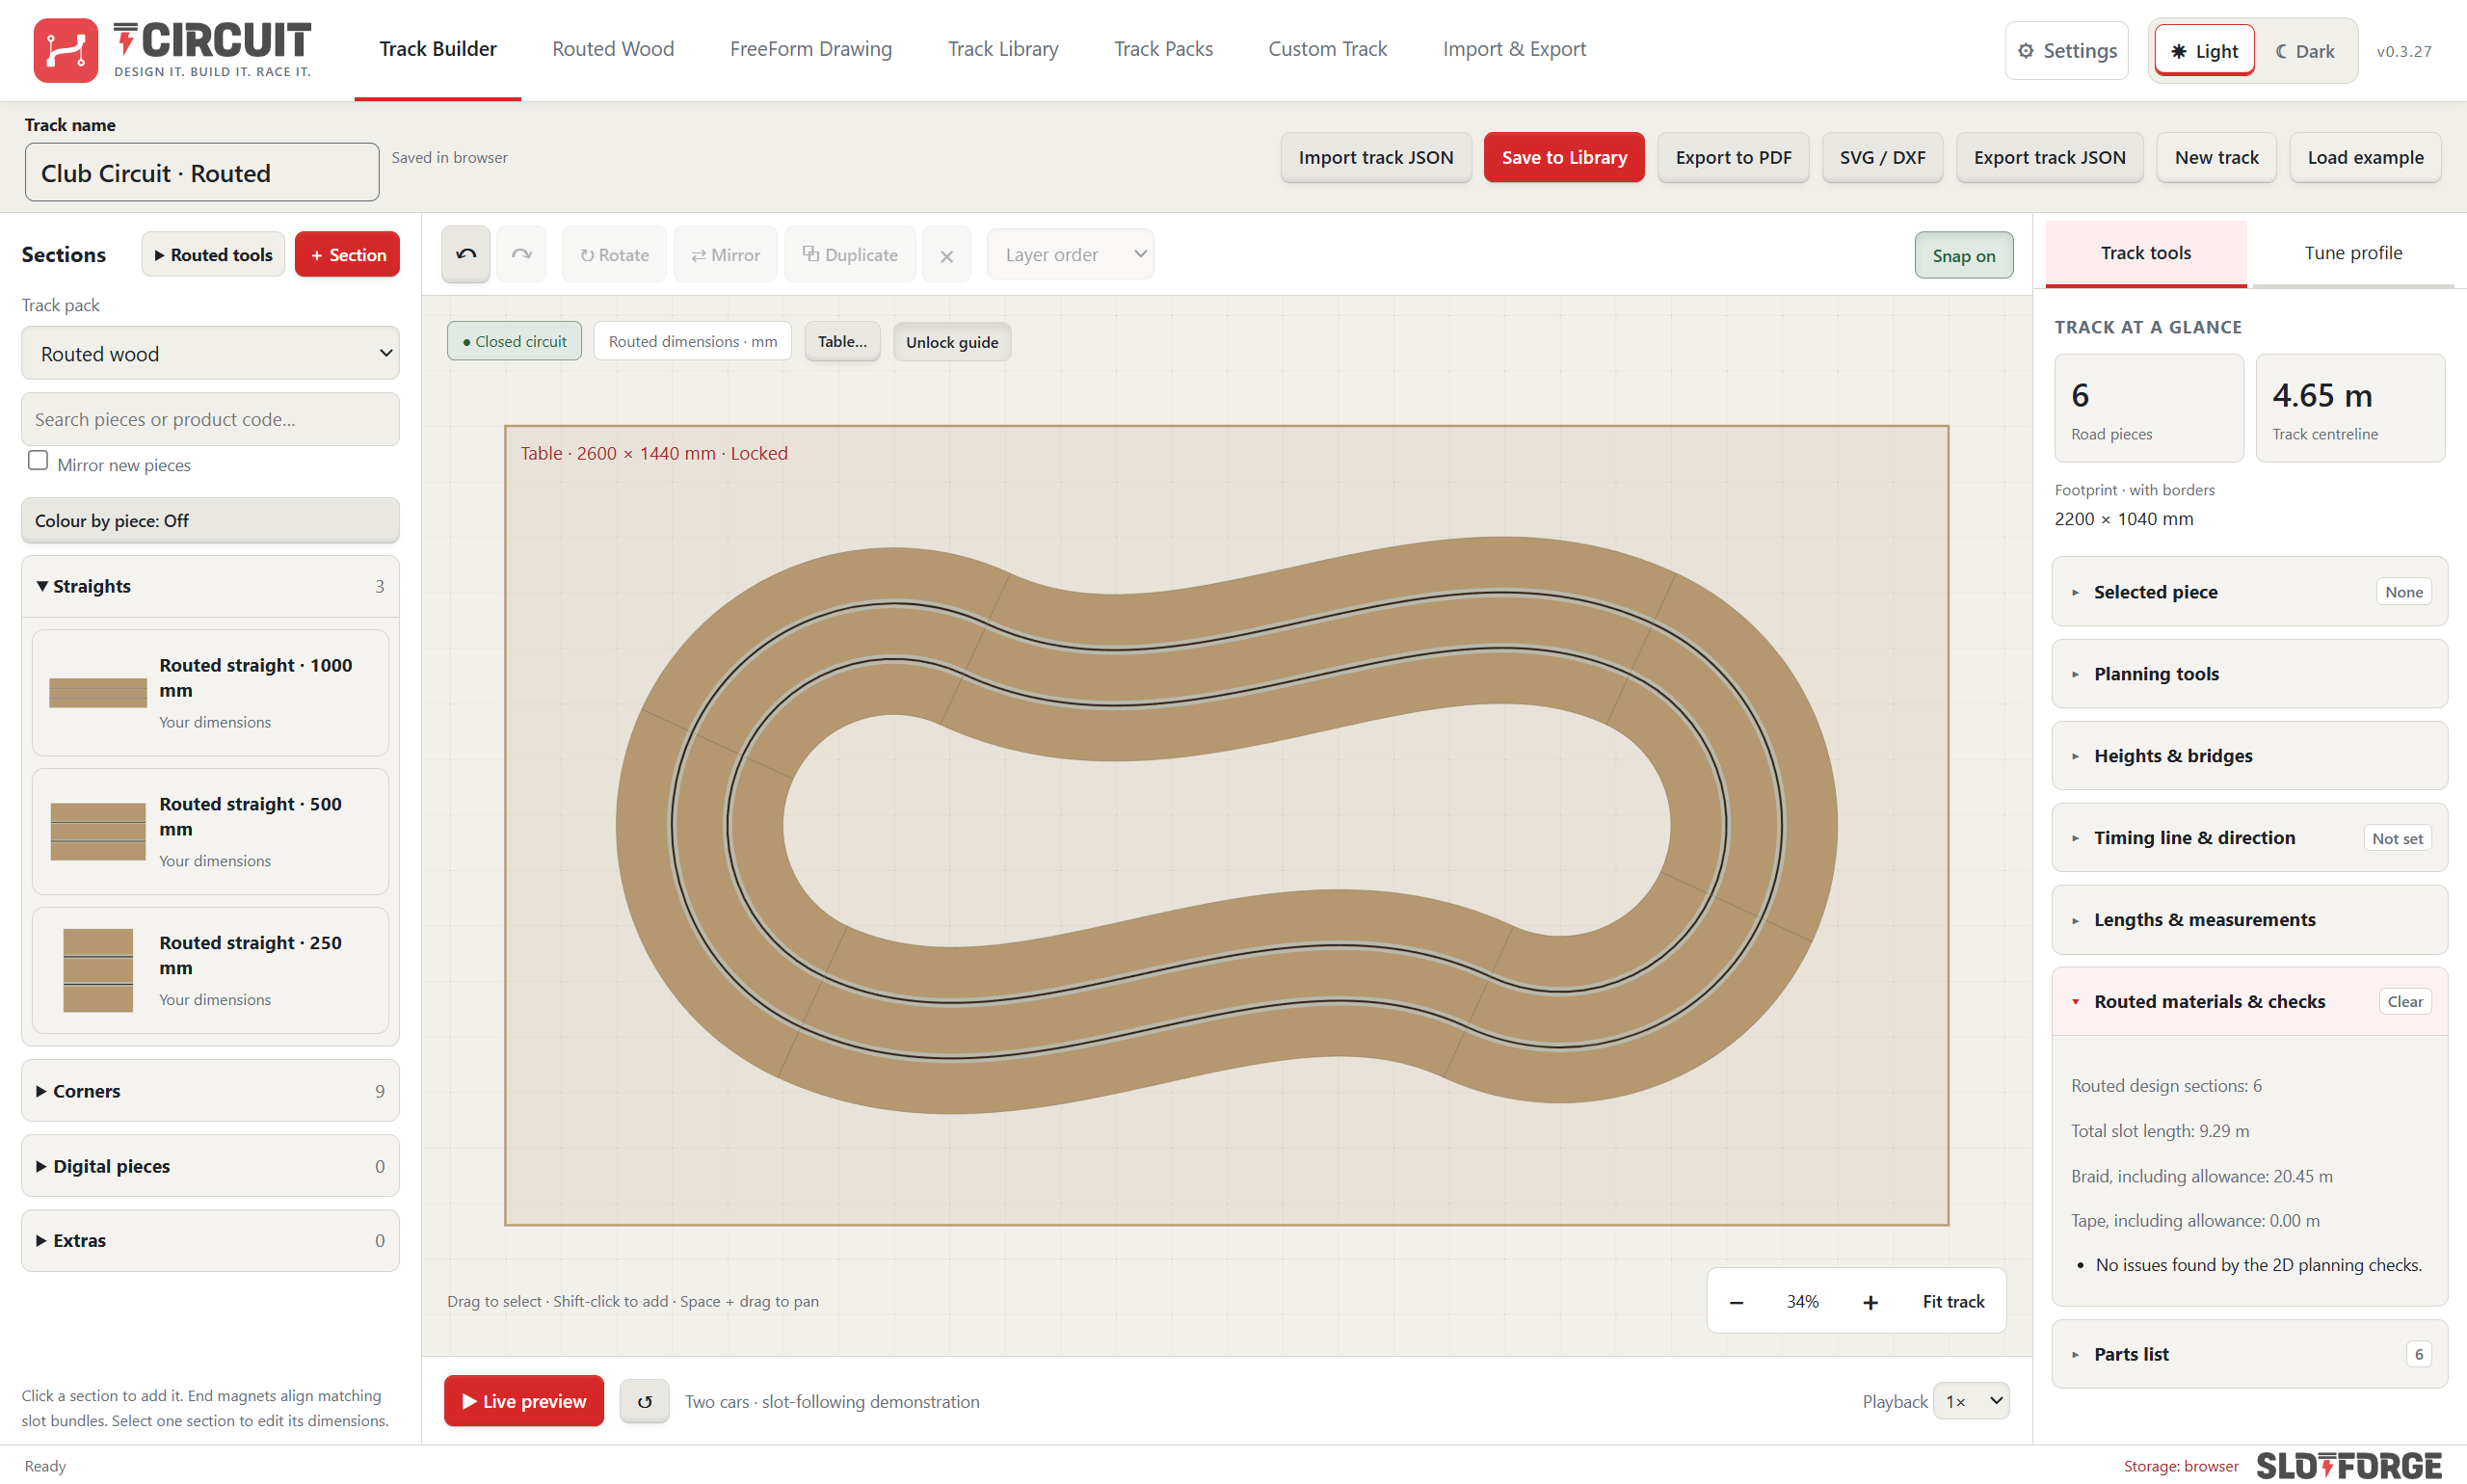 CIRCUIT
DESIGN IT. BUILD IT. RACE IT.
Track Builder
Routed Wood
FreeForm Drawing
Track Library
Track Packs
Custom Track
Import & Export
Settings
Light
Dark
v0.3.27
Track name
Club Circuit · Routed
Saved in browser
Import track JSON
Save to Library
Export to PDF
SVG / DXF
Export track JSON
New track
Load example
Sections
Routed tools
+ Section
Track pack
Routed wood
Search pieces or product code...
Mirror new pieces
Colour by piece: Off
Straights 3
Routed straight · 1000
mm
Your dimensions
Routed straight · 500
mm
Your dimensions
Routed straight · 250
mm
Your dimensions
Corners 9
Digital pieces 0
Extras 0
Click a section to add it. End magnets align matching
slot bundles. Select one section to edit its dimensions.
Rotate
Mirror
Duplicate
×
Layer order
Snap on
Closed circuit
Routed dimensions · mm
Table...
Unlock guide
Table · 2600 × 1440 mm · Locked
Drag to select · Shift-click to add · Space + drag to pan
− 34% + Fit track
Live preview
Two cars · slot-following demonstration
Playback 1×
Track tools
Tune profile
TRACK AT A GLANCE
6
Road pieces
4.65 m
Track centreline
Footprint · with borders
2200 × 1040 mm
Selected piece None
Planning tools
Heights & bridges
Timing line & direction Not set
Lengths & measurements
Routed materials & checks Clear
Routed design sections: 6
Total slot length: 9.29 m
Braid, including allowance: 20.45 m
Tape, including allowance: 0.00 m
• No issues found by the 2D planning checks.
Parts list 6
Ready
Storage: browser
SLOTFORGE